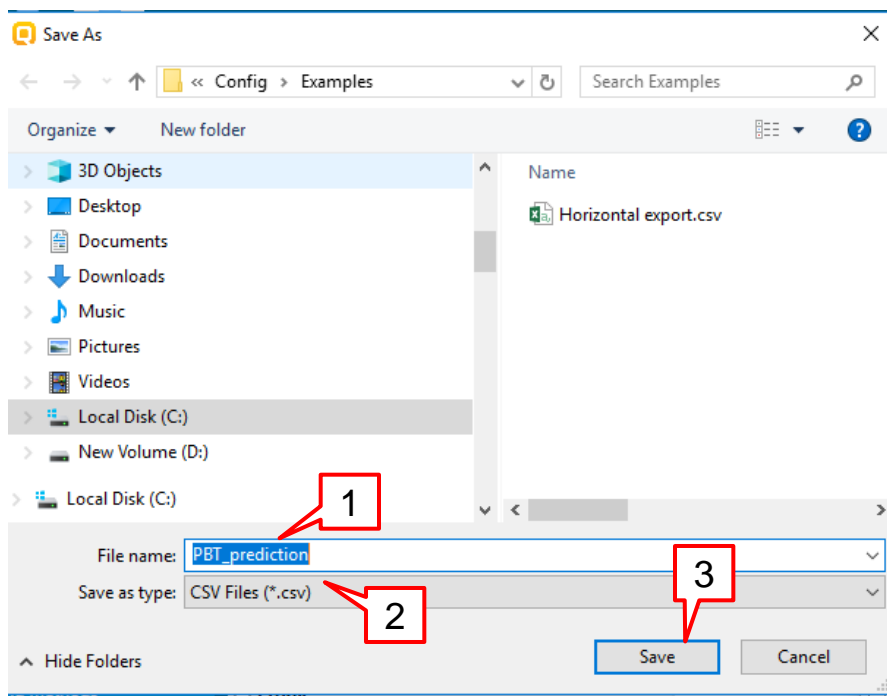 Save As
« Config > Examples
Search Examples
Organize
New folder
?
3D Objects
Desktop
Documents
Downloads
Music
Pictures
Videos
Local Disk (C:)
New Volume (D:)
Local Disk (C:)
Name
Horizontal export.csv
1
File name: PBT_prediction
Save as type: CSV Files (*.csv)
2
3
Hide Folders
Save
Cancel